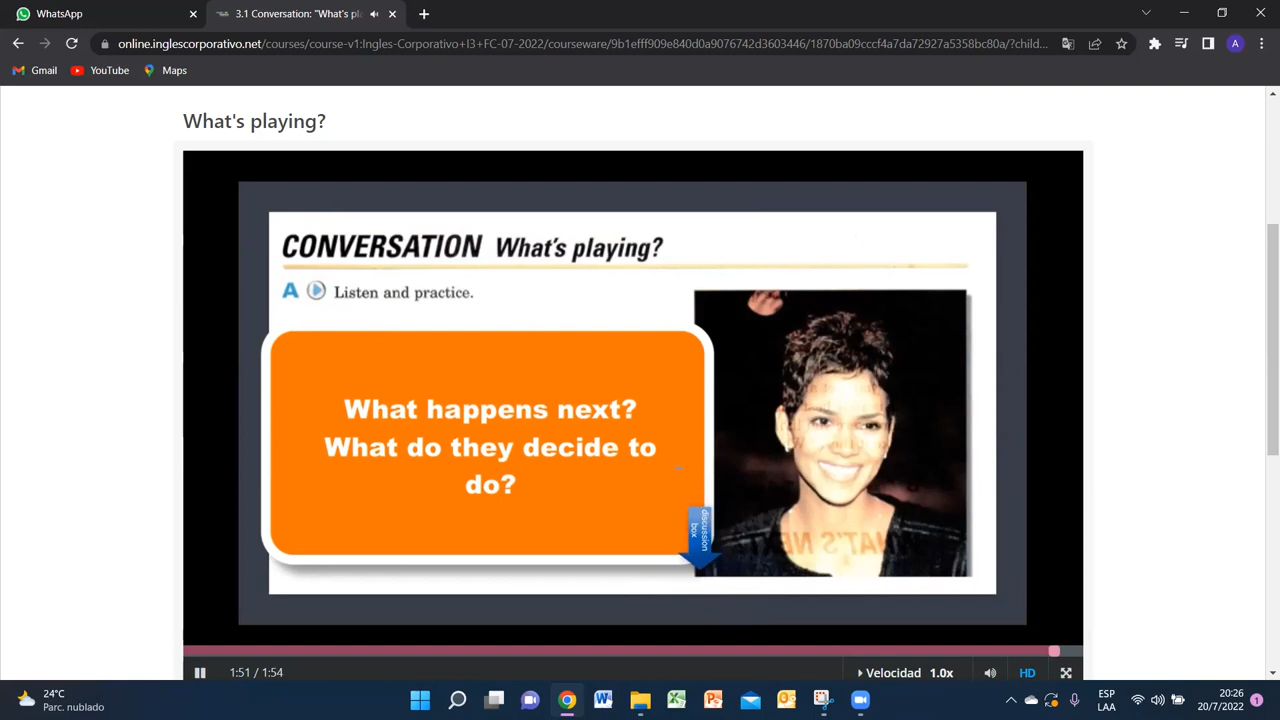 WhatsApp
3.1 Conversation: "What's pl
online.inglescorporativo.net/courses/course-v1:Ingles-Corporativo+I3+FC-07-2022/courseware/9b1efff909e840d0a9076742d3603446/1870ba09cccf4a7da72927a5358bc80a/?child...
A
Gmail
YouTube
Maps
What's playing?
CONVERSATION What's playing?
A Listen and practice.
What happens next?
What do they decide to
do?
discussion
box
1:51 / 1:54
Velocidad 1.0x
HD
24°C
Parc. nublado
ESP
LAA
20:26
20/7/2022
1